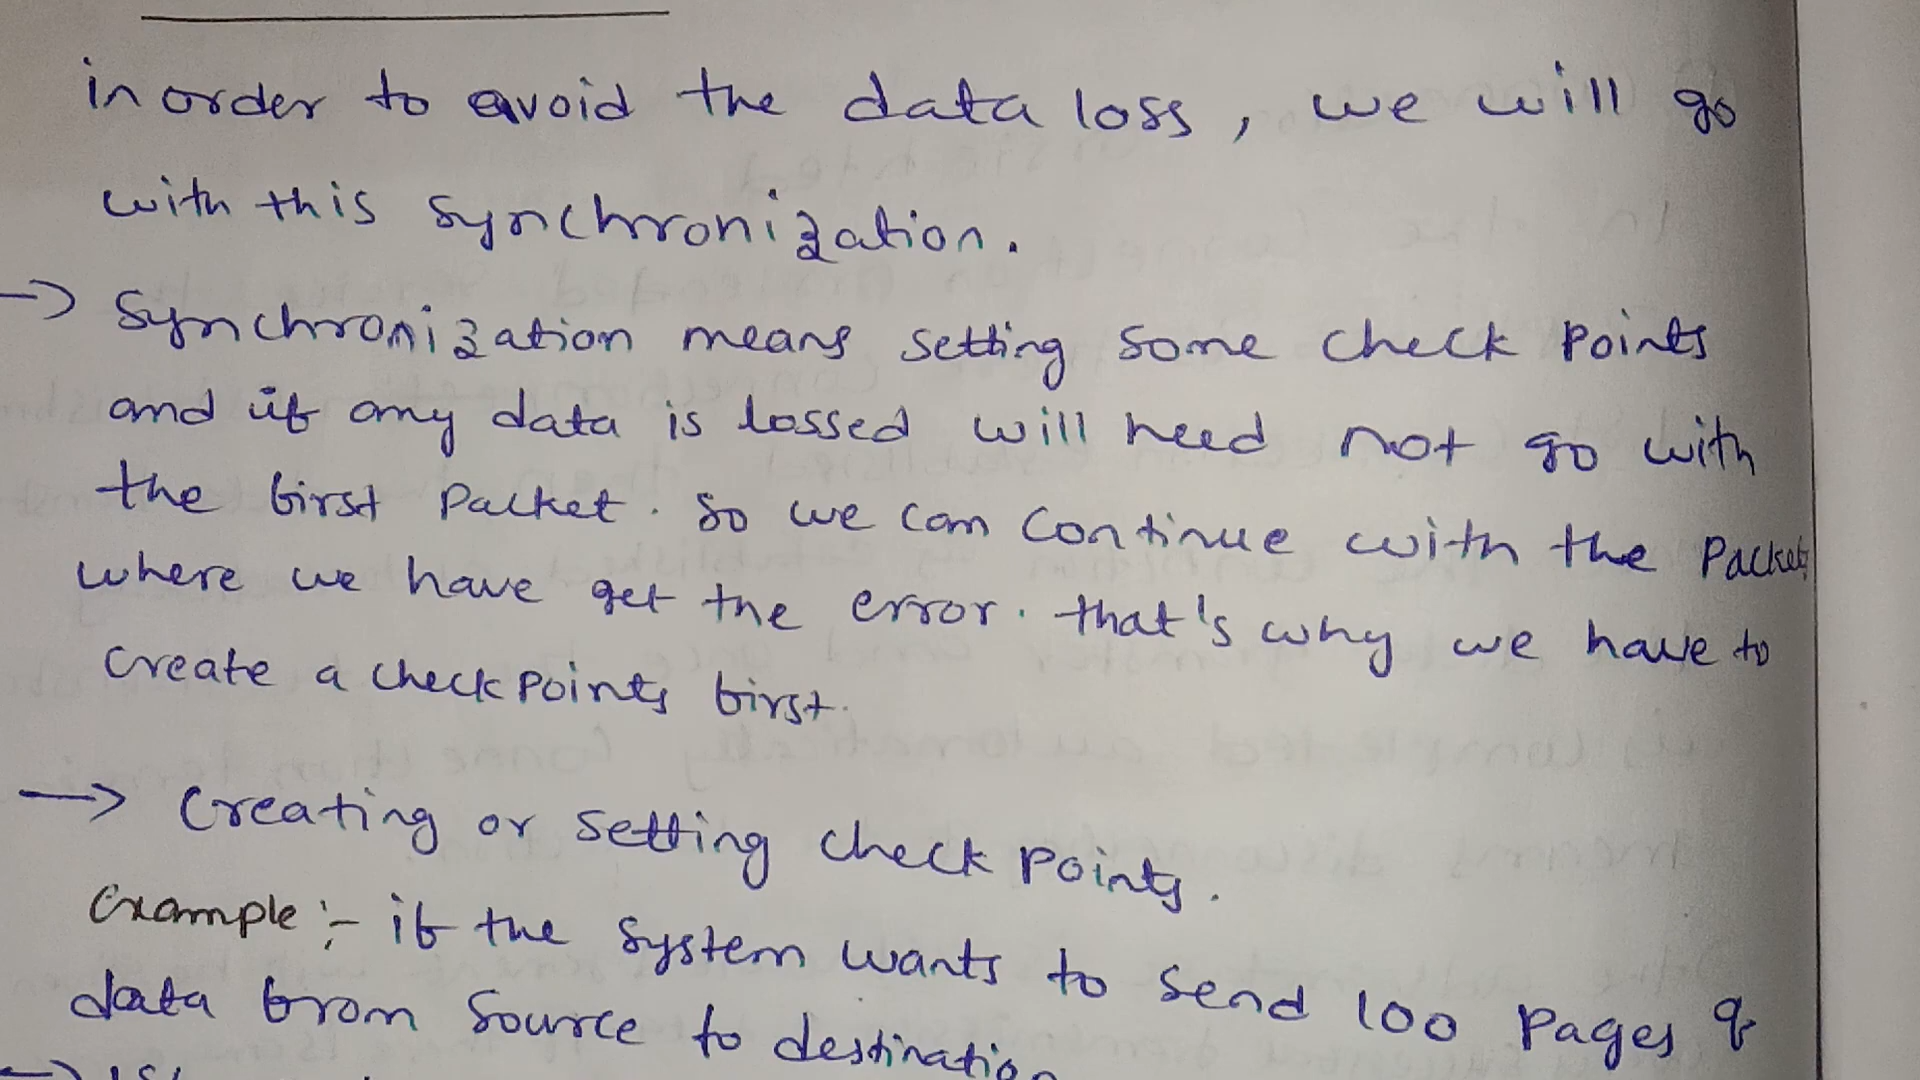 in order to avoid the data loss, we will go
with this synchronization.
→ Synchronization means setting some check points
and if any data is lossed will need not go with
the first packet. So we can continue with the packets
where we have get the error. that's why we have to
create a check points first.
→ Creating or setting check points.
Example :- if the system wants to send 100 pages of
data from source to destination